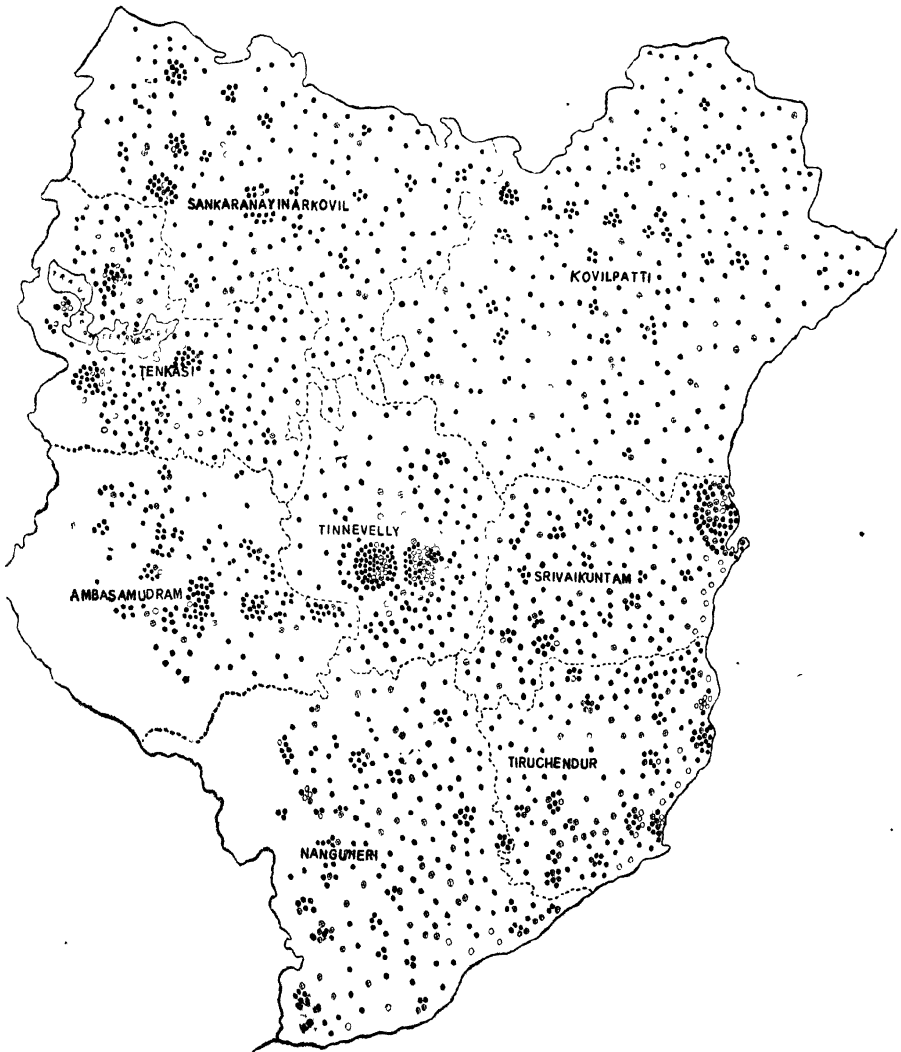 SANKARANAYINARKOVIL
KOVILPATTI
TENKASI
TINNEVELLY
SRIVAIKUNTAM
AMBASAMUDRAM
TIRUCHENDUR
NANGUNERI